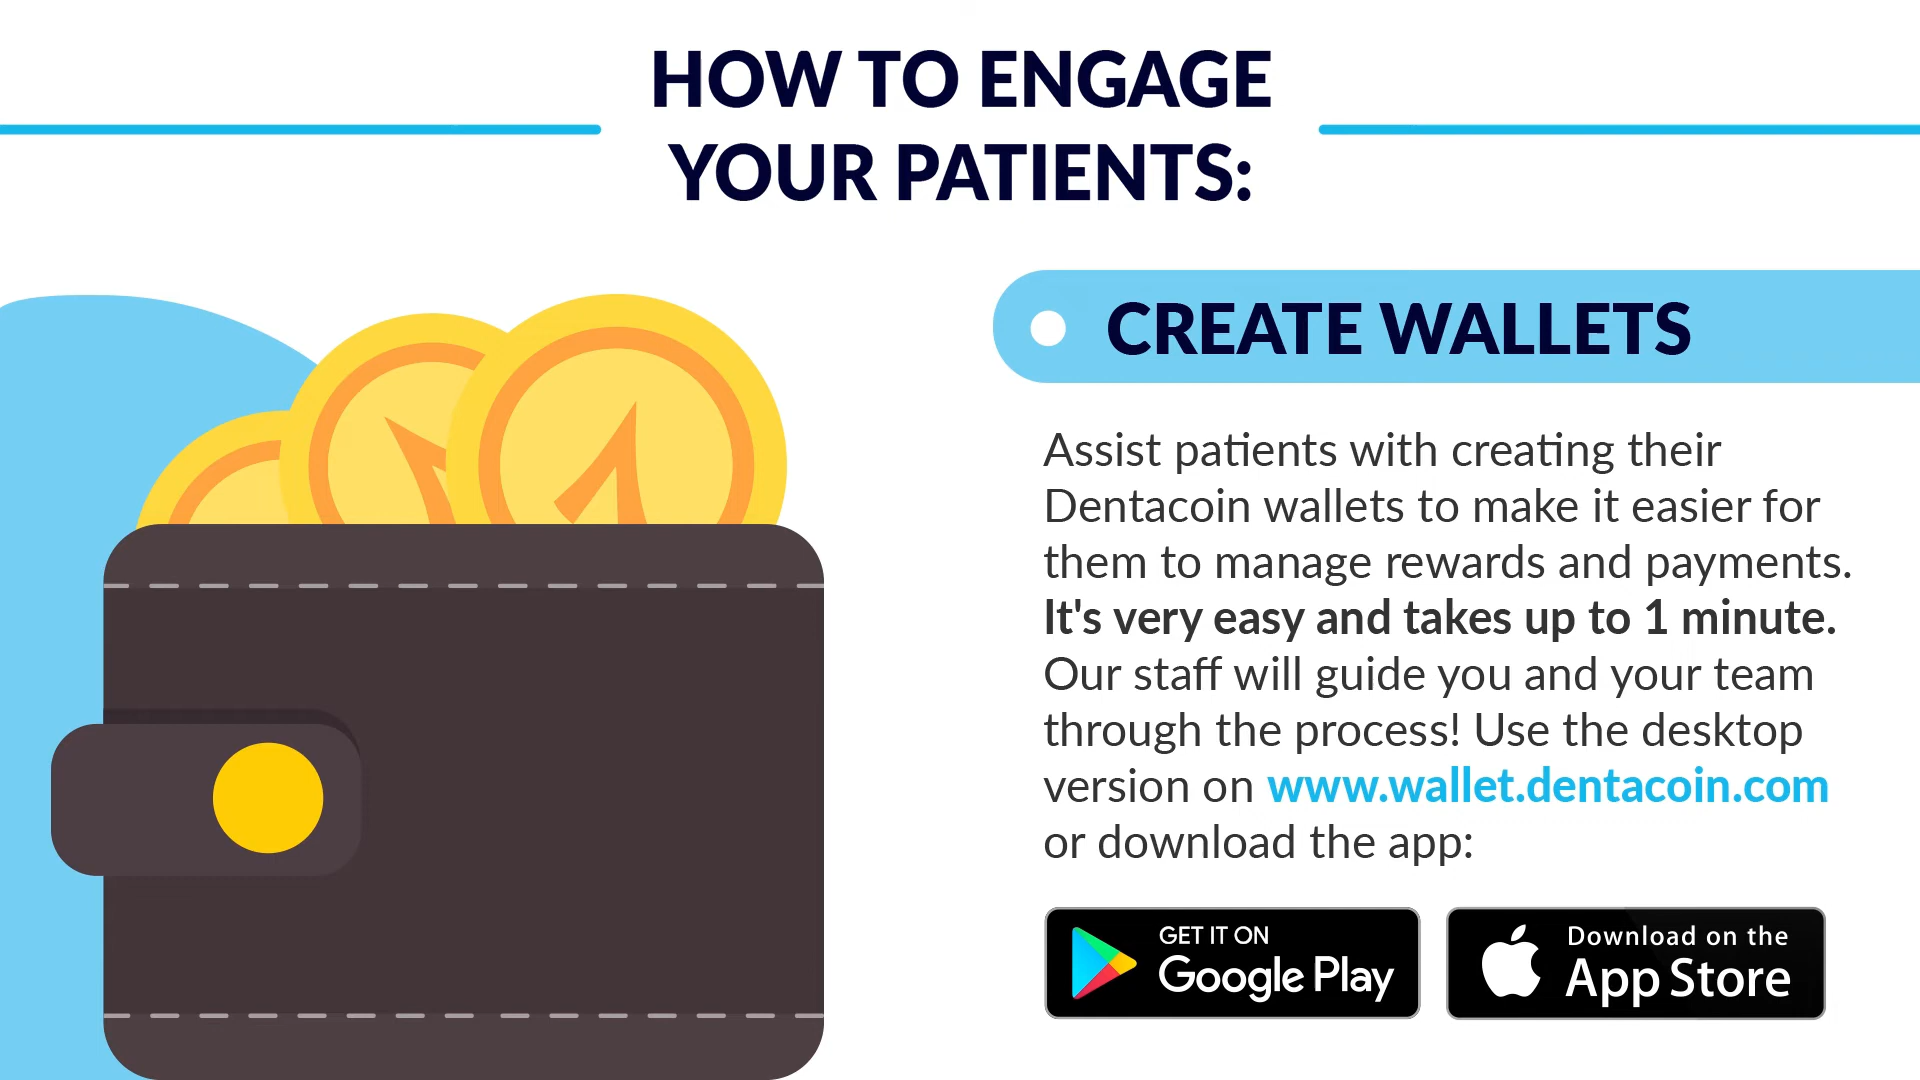 HOW TO ENGAGE
YOUR PATIENTS:
CREATE WALLETS
Assist patients with creating their
Dentacoin wallets to make it easier for
them to manage rewards and payments.
It's very easy and takes up to 1 minute.
Our staff will guide you and your team
through the process! Use the desktop
version on www.wallet.dentacoin.com
or download the app:
GET IT ON
Google Play
Download on the
App Store